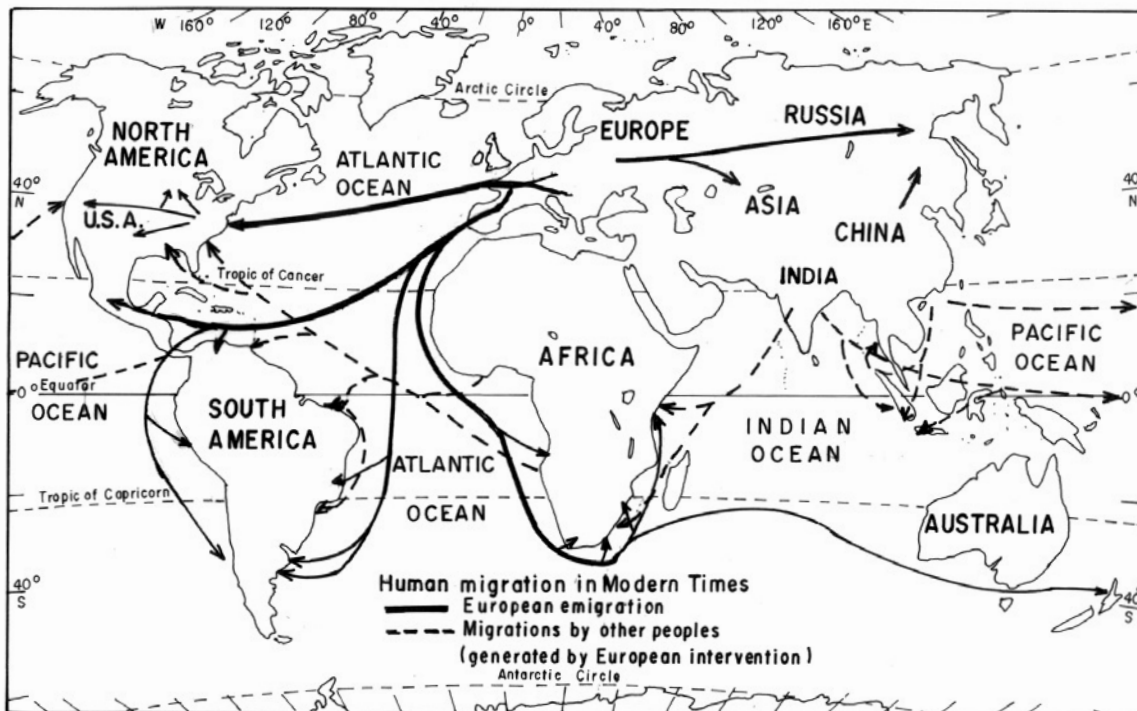 W 160° 120° 80° 40° 0° 40° 80° 120° 160° E
Arctic Circle
NORTH
AMERICA
EUROPE
RUSSIA
ATLANTIC
OCEAN
40°
N
40°
N
U.S.A.
ASIA
CHINA
Tropic of Cancer
INDIA
PACIFIC
OCEAN
AFRICA
PACIFIC
OCEAN
0° Equator
0°
SOUTH
AMERICA
INDIAN
OCEAN
ATLANTIC
OCEAN
Tropic of Capricorn
AUSTRALIA
40°
S
40°
S
Human migration in Modern Times
European emigration
Migrations by other peoples
(generated by European intervention)
Antarctic Circle